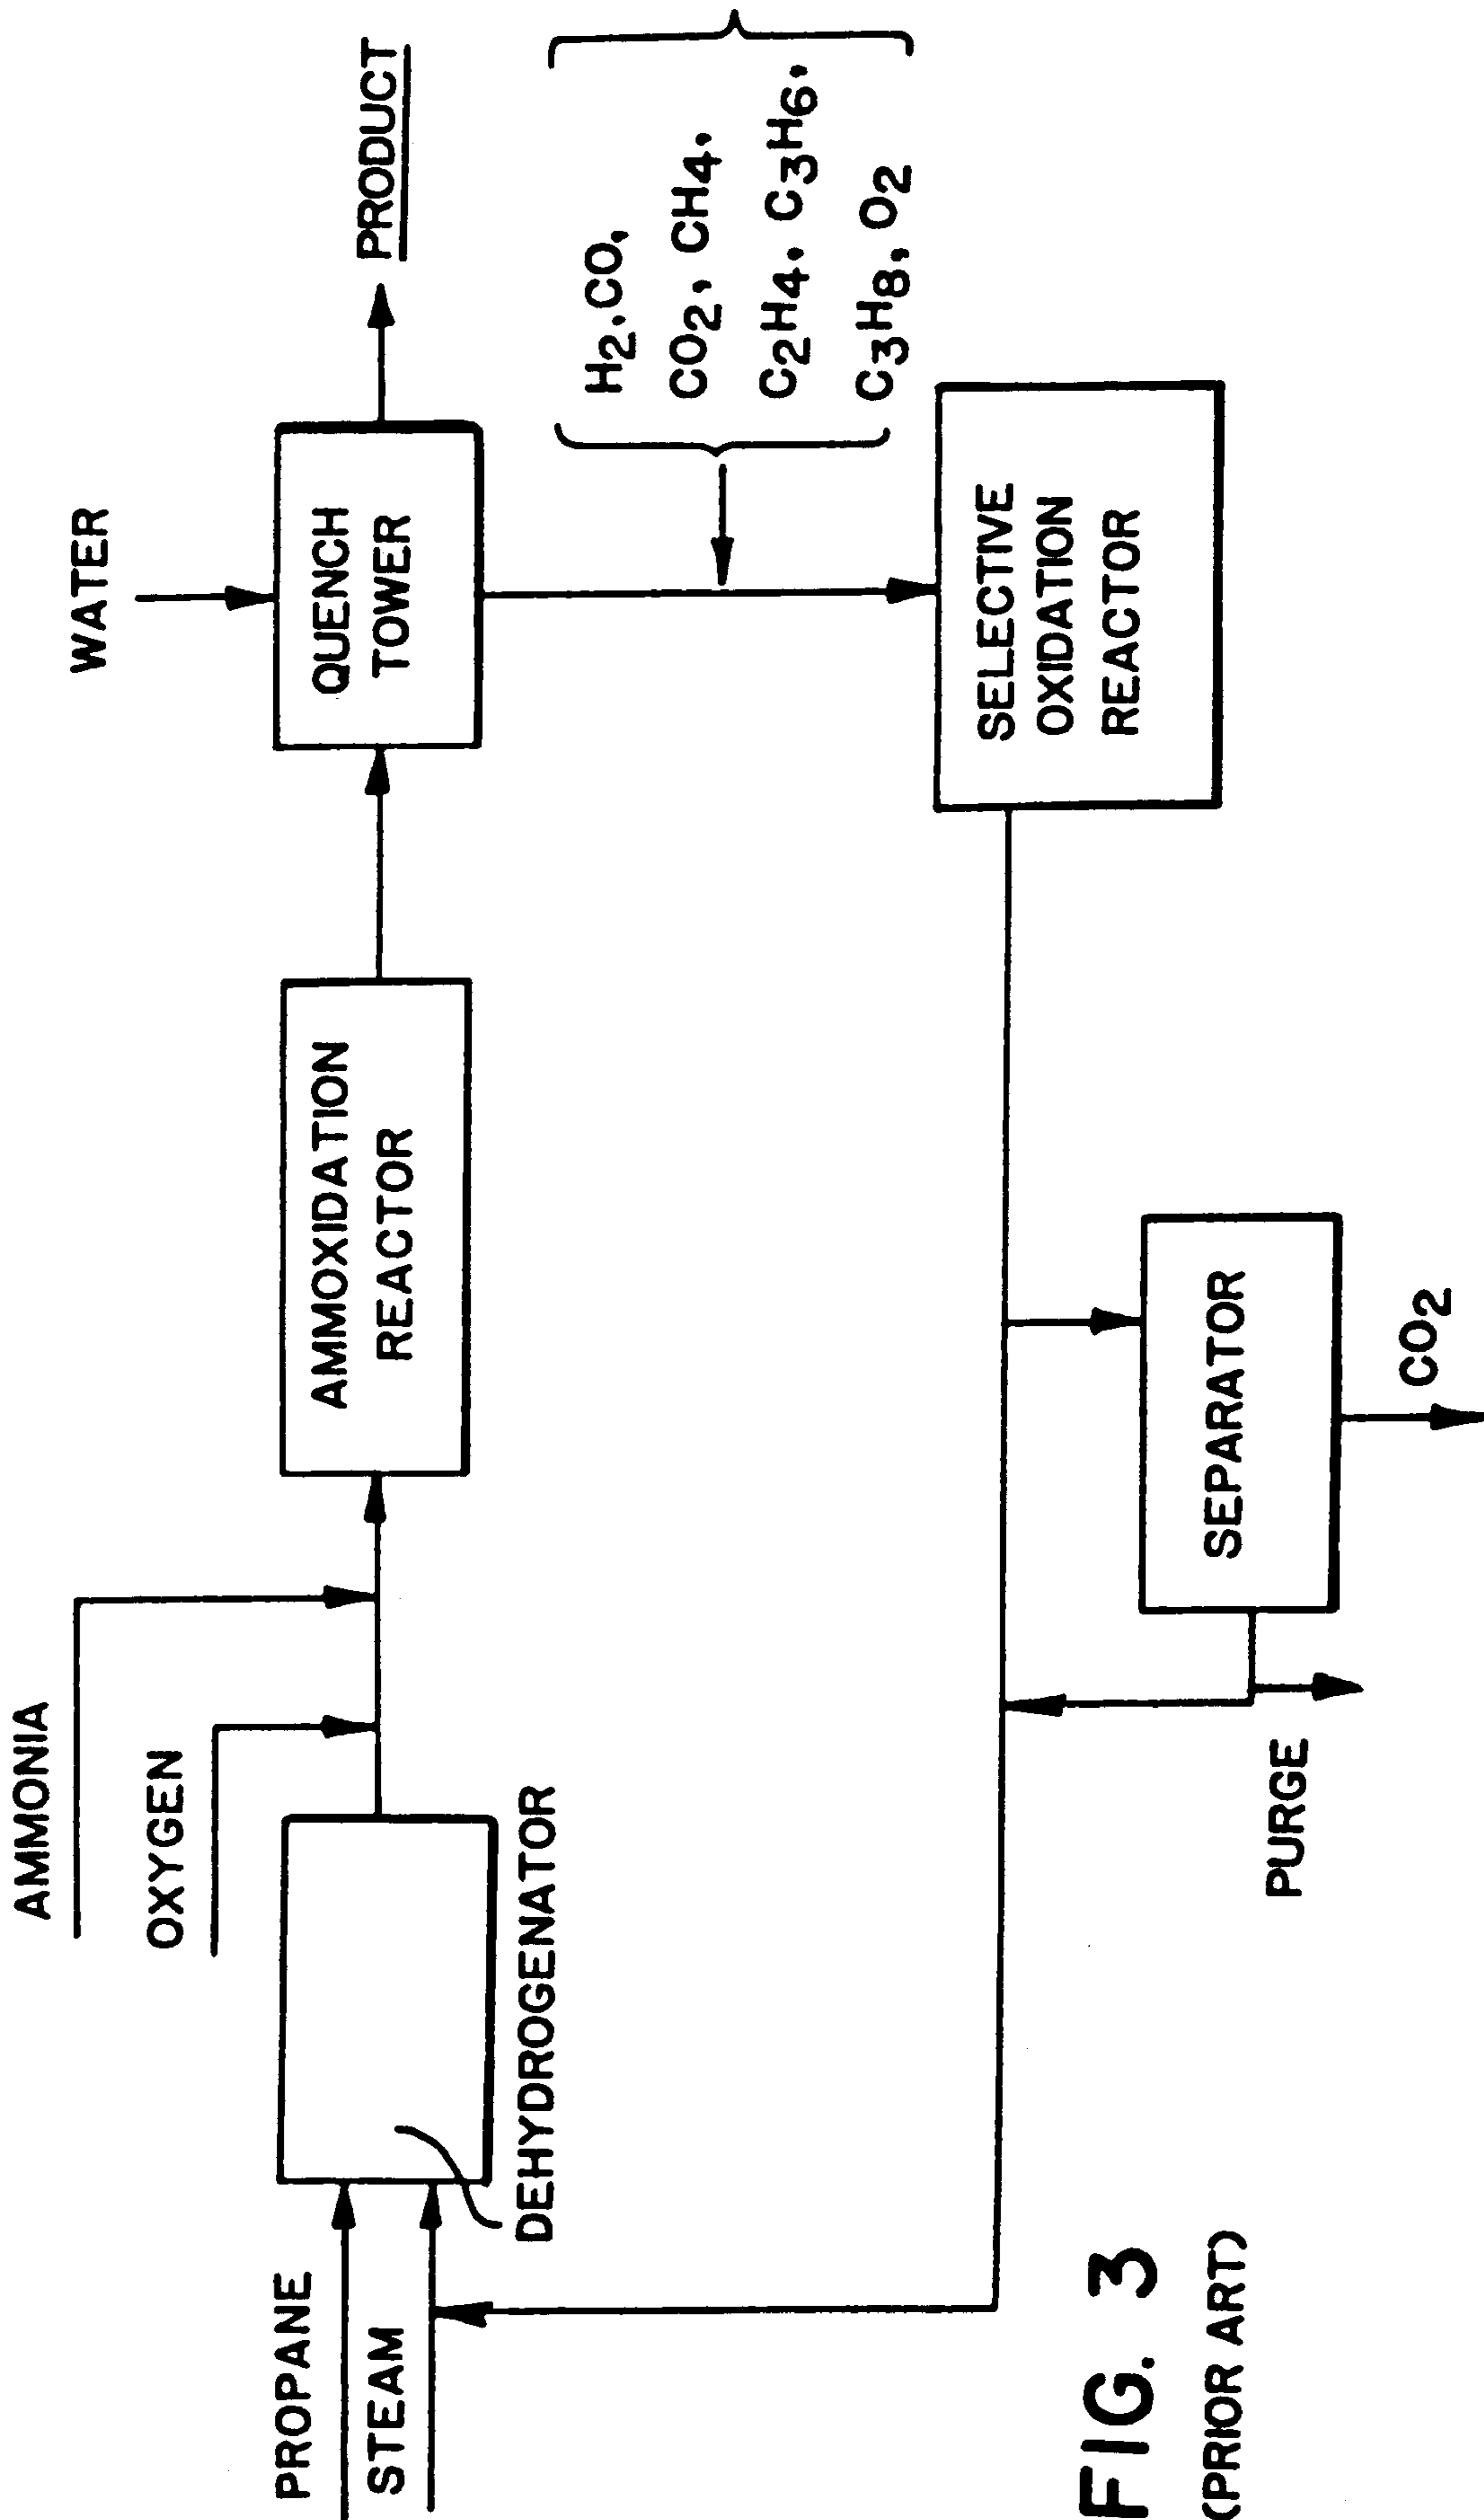 AMMONIA
OXYGEN
WATER
PROPANE
STEAM
DEHYDROGENATOR
AMMOXIDATION
REACTOR
QUENCH
TOWER
PRODUCT
H2, CO,
CO2, CH4,
C2H4, C3H6,
C3H8, O2
SELECTIVE
OXIDATION
REACTOR
SEPARATOR
PURGE
CO2
FIG. 3
(PRIOR ART)